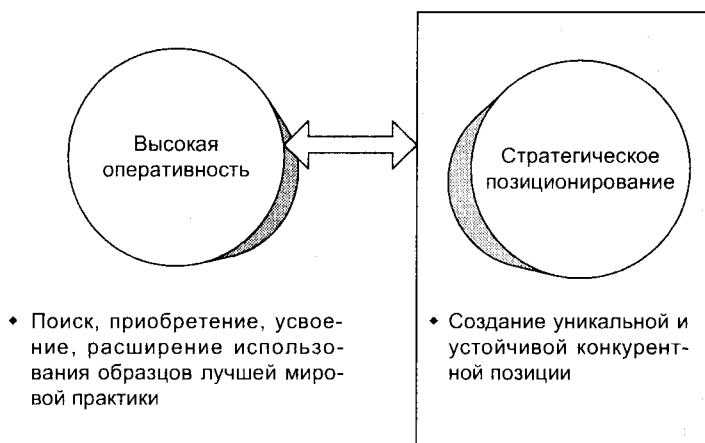 Высокая
оперативность
Стратегическое
позиционирование
• Поиск, приобретение, усвое-
ние, расширение использо-
вания образцов лучшей миро-
вой практики
• Создание уникальной и
устойчивой конкурент-
ной позиции